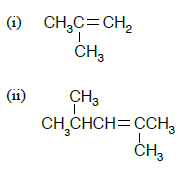 (i) CH₃C=CH₂
CH₃
(ii) CH₃
CH₃CHCH=CCH₃
CH₃